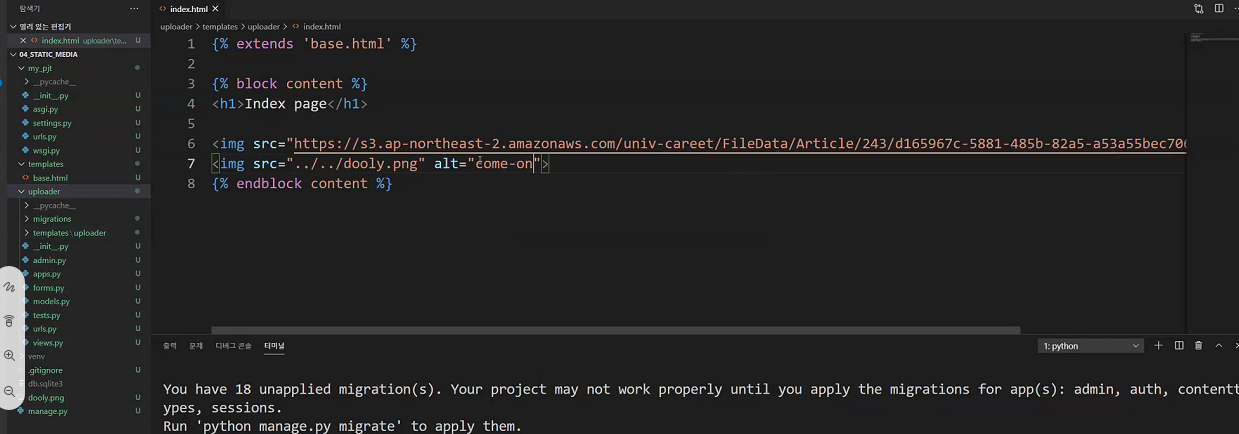 탐색기 ···
index.html ×
열려 있는 편집기
× index.html uploader\te... U
04_STATIC_MEDIA
my_pjt
__pycache__
__init__.py U
asgi.py U
settings.py U
urls.py U
wsgi.py U
templates
base.html U
uploader
__pycache__
migrations
templates \ uploader
__init__.py U
admin.py U
apps.py U
forms.py U
models.py U
tests.py U
urls.py U
views.py U
venv
.gitignore U
db.sqlite3
dooly.png U
manage.py U
uploader > templates > uploader > index.html
1 {% extends 'base.html' %}
2
3 {% block content %}
4 <h1>Index page</h1>
5
6 <img src="https://s3.ap-northeast-2.amazonaws.com/univ-careet/FileData/Article/243/d165967c-5881-485b-82a5-a53a55bec706
7 <img src="../../dooly.png" alt="come-on">
8 {% endblock content %}
출력 문제 디버그 콘솔 터미널
1: python
You have 18 unapplied migration(s). Your project may not work properly until you apply the migrations for app(s): admin, auth, contentt
ypes, sessions.
Run 'python manage.py migrate' to apply them.